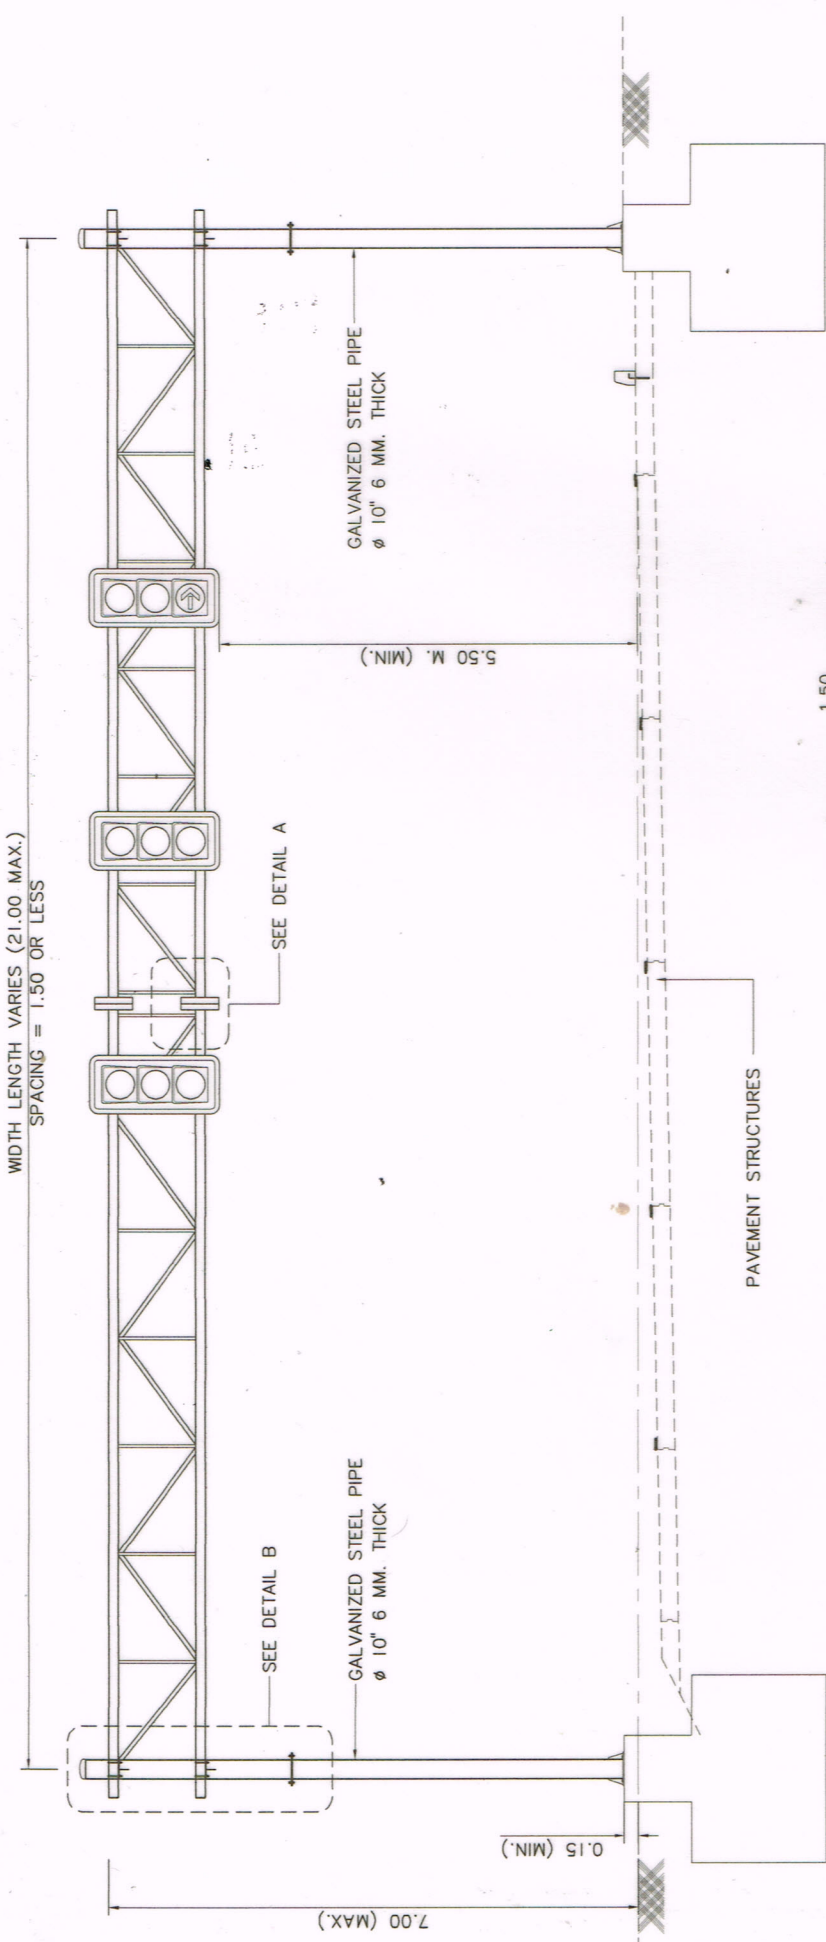 WIDTH LENGTH VARIES (21.00 MAX.)
SPACING = 1.50 OR LESS
SEE DETAIL B
GALVANIZED STEEL PIPE
ø 10" 6 MM. THICK
SEE DETAIL A
GALVANIZED STEEL PIPE
ø 10" 6 MM. THICK
5.50 M. (MIN.)
7.00 (MAX.)
0.15 (MIN.)
PAVEMENT STRUCTURES
1.50